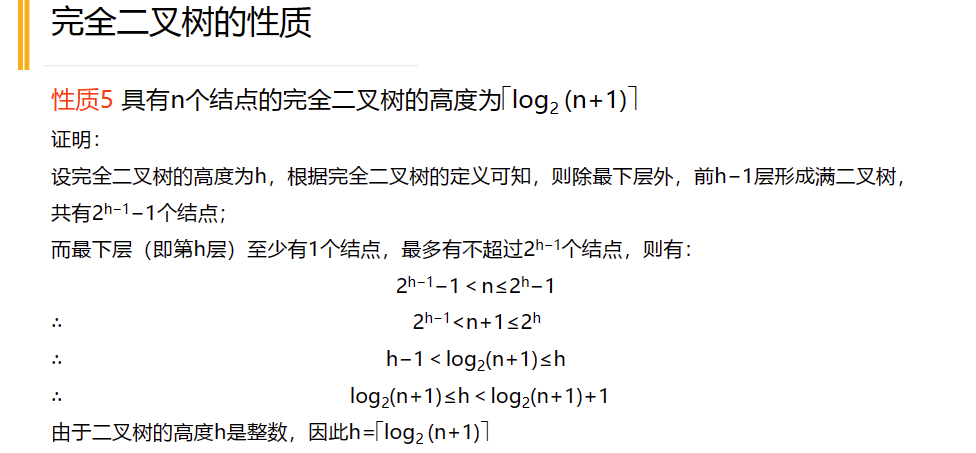 完全二叉树的性质
性质5 具有n个结点的完全二叉树的高度为⌈log₂ (n+1)⌉
证明：
设完全二叉树的高度为h，根据完全二叉树的定义可知，则除最下层外，前h−1层形成满二叉树，
共有2ʰ⁻¹−1个结点；
而最下层（即第h层）至少有1个结点，最多有不超过2ʰ⁻¹个结点，则有：
2ʰ⁻¹−1 < n≤2ʰ−1
∴ 2ʰ⁻¹<n+1≤2ʰ
∴ h−1 < log₂(n+1)≤h
∴ log₂(n+1)≤h < log₂(n+1)+1
由于二叉树的高度h是整数，因此h=⌈log₂ (n+1)⌉